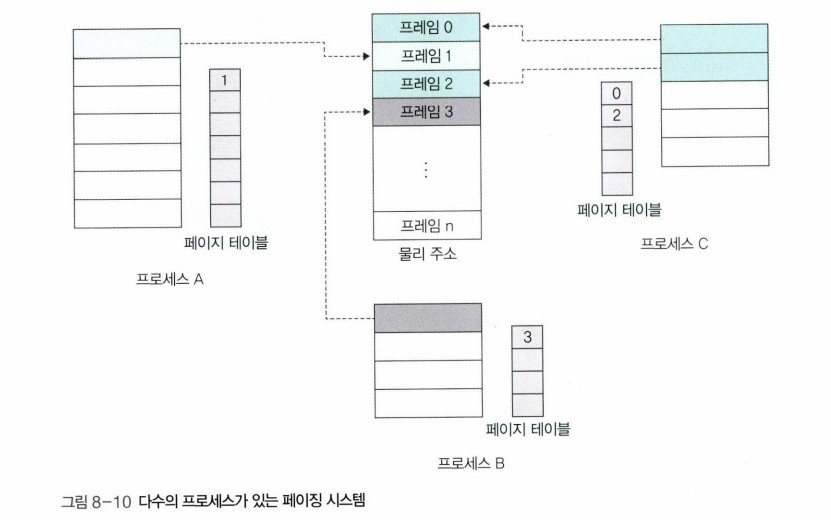 프레임 0
프레임 1
프레임 2
프레임 3
⋮
프레임 n
물리 주소
1
페이지 테이블
프로세스 A
0
2
페이지 테이블
프로세스 C
3
페이지 테이블
프로세스 B
그림 8-10 다수의 프로세스가 있는 페이징 시스템